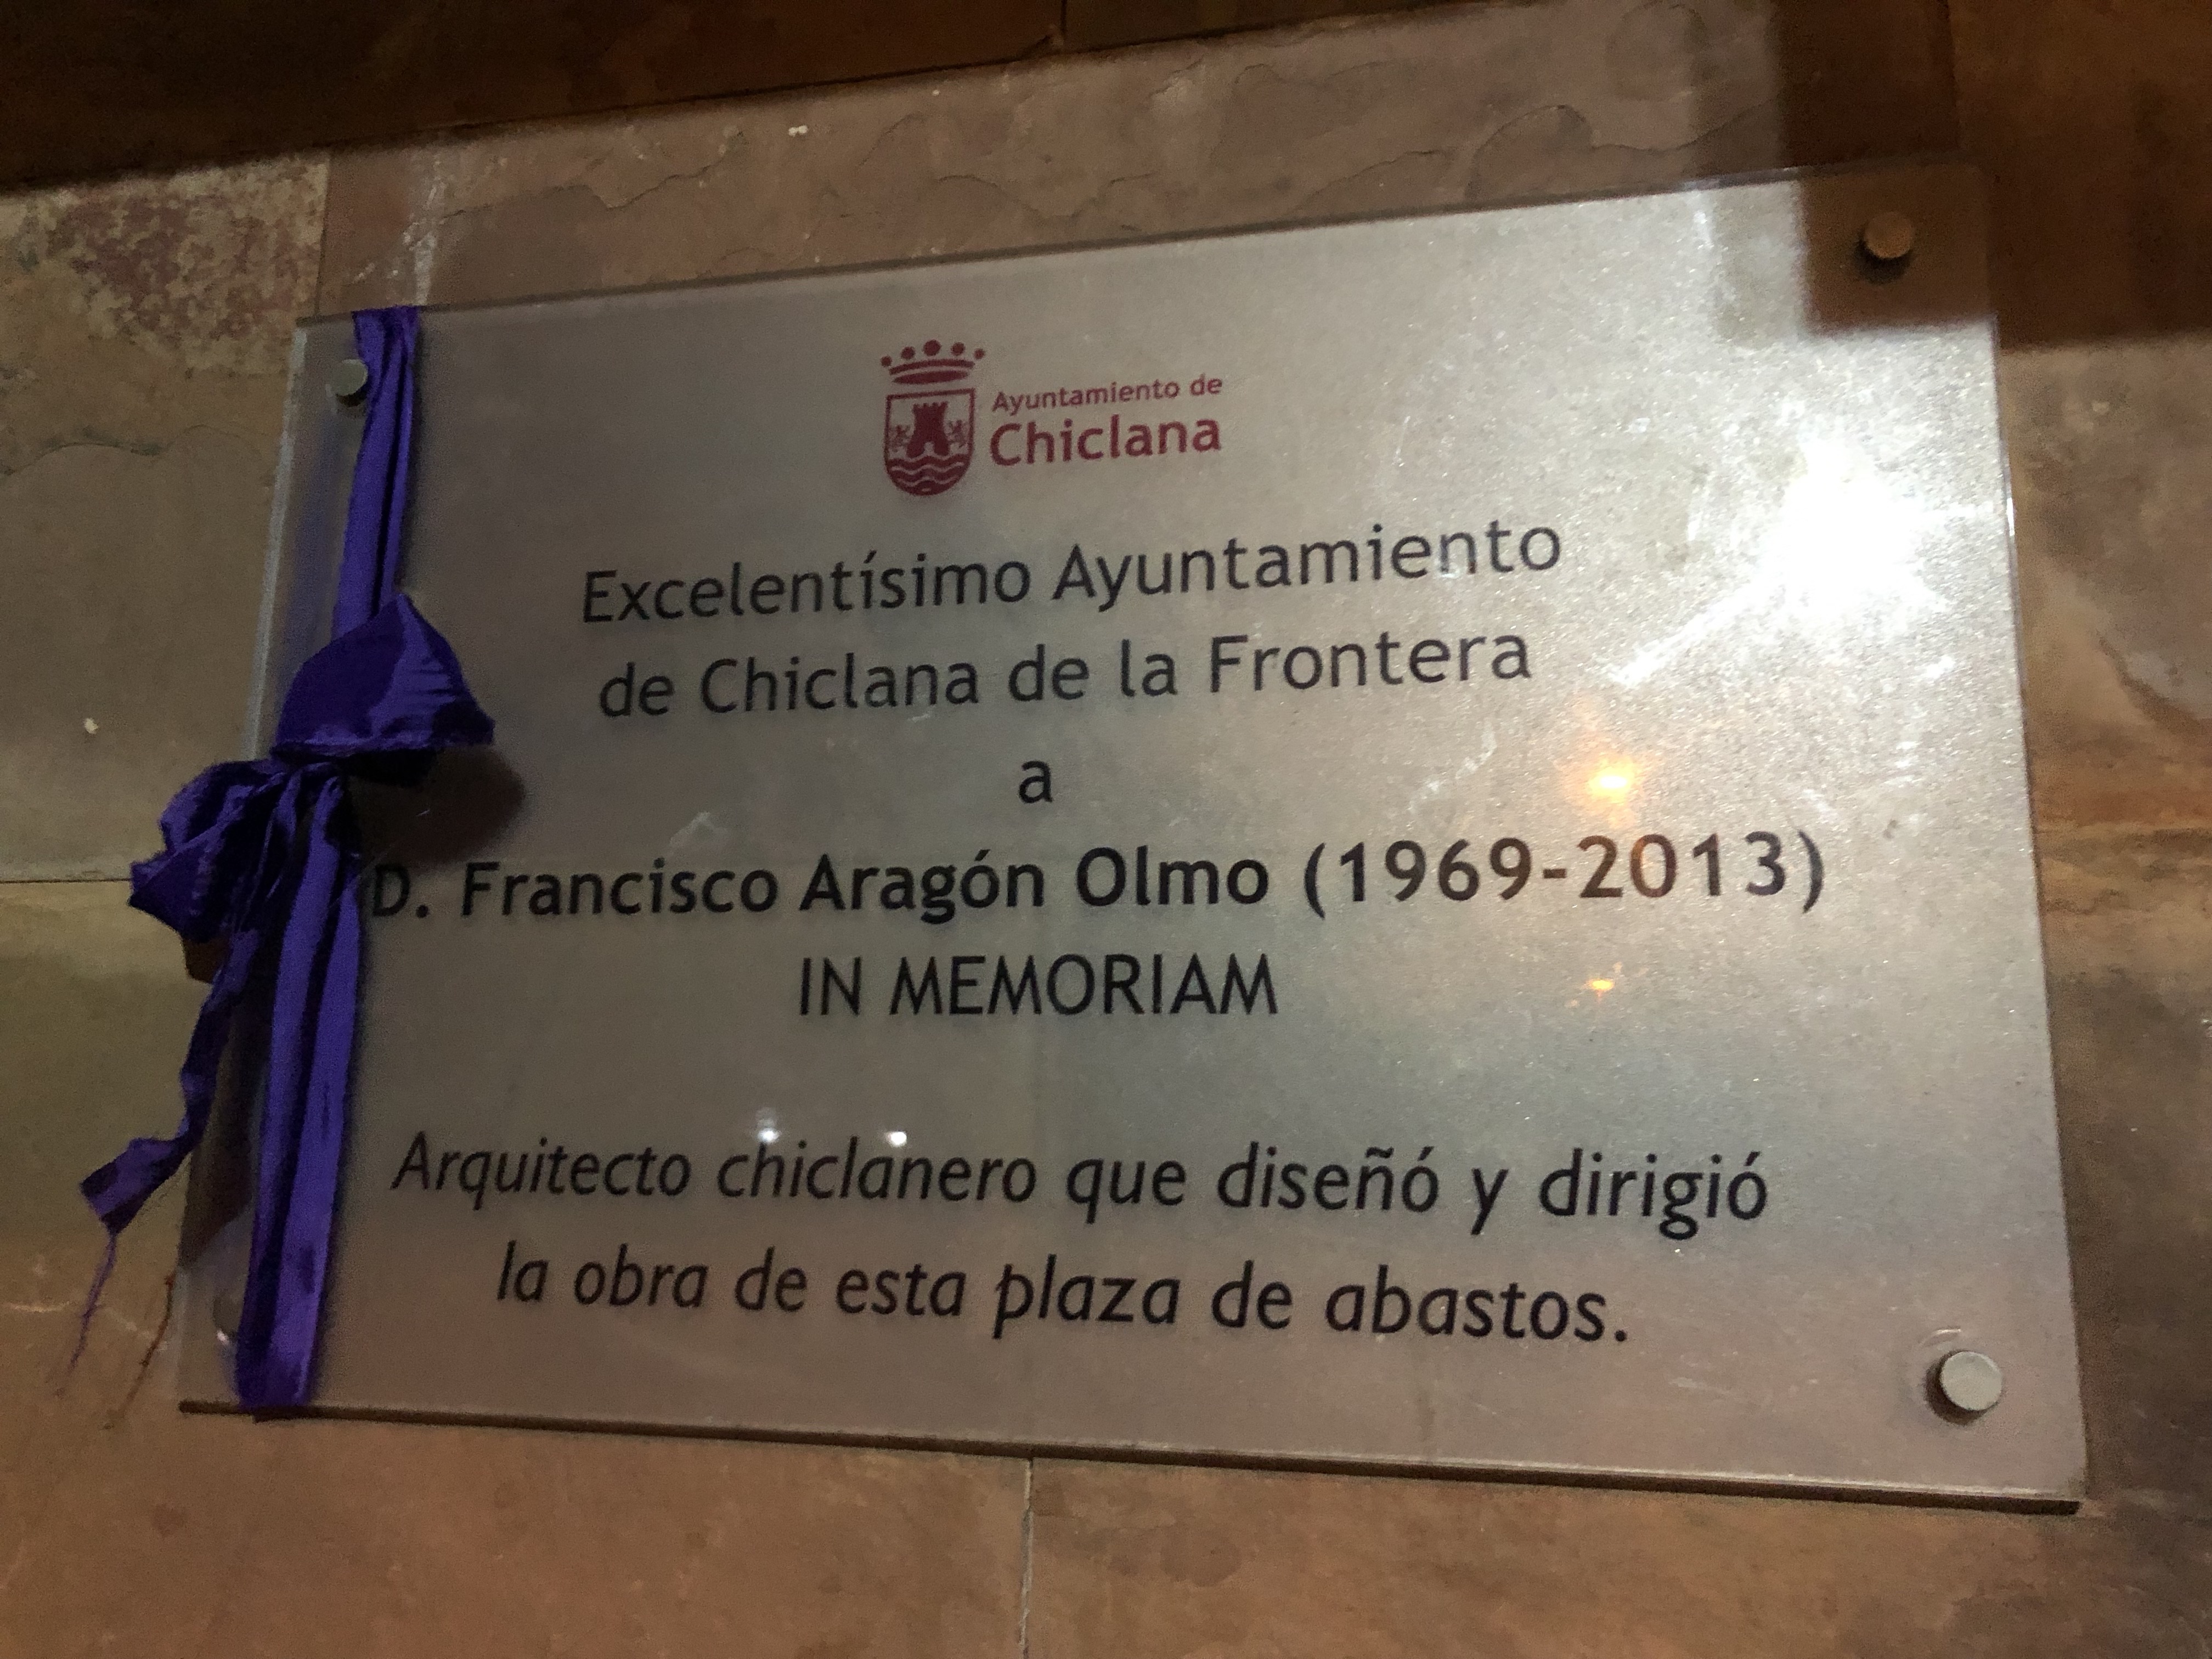 Ayuntamiento de
Chiclana
Excelentísimo Ayuntamiento
de Chiclana de la Frontera
a
D. Francisco Aragón Olmo (1969-2013)
IN MEMORIAM
Arquitecto chiclanero que diseñó y dirigió
la obra de esta plaza de abastos.